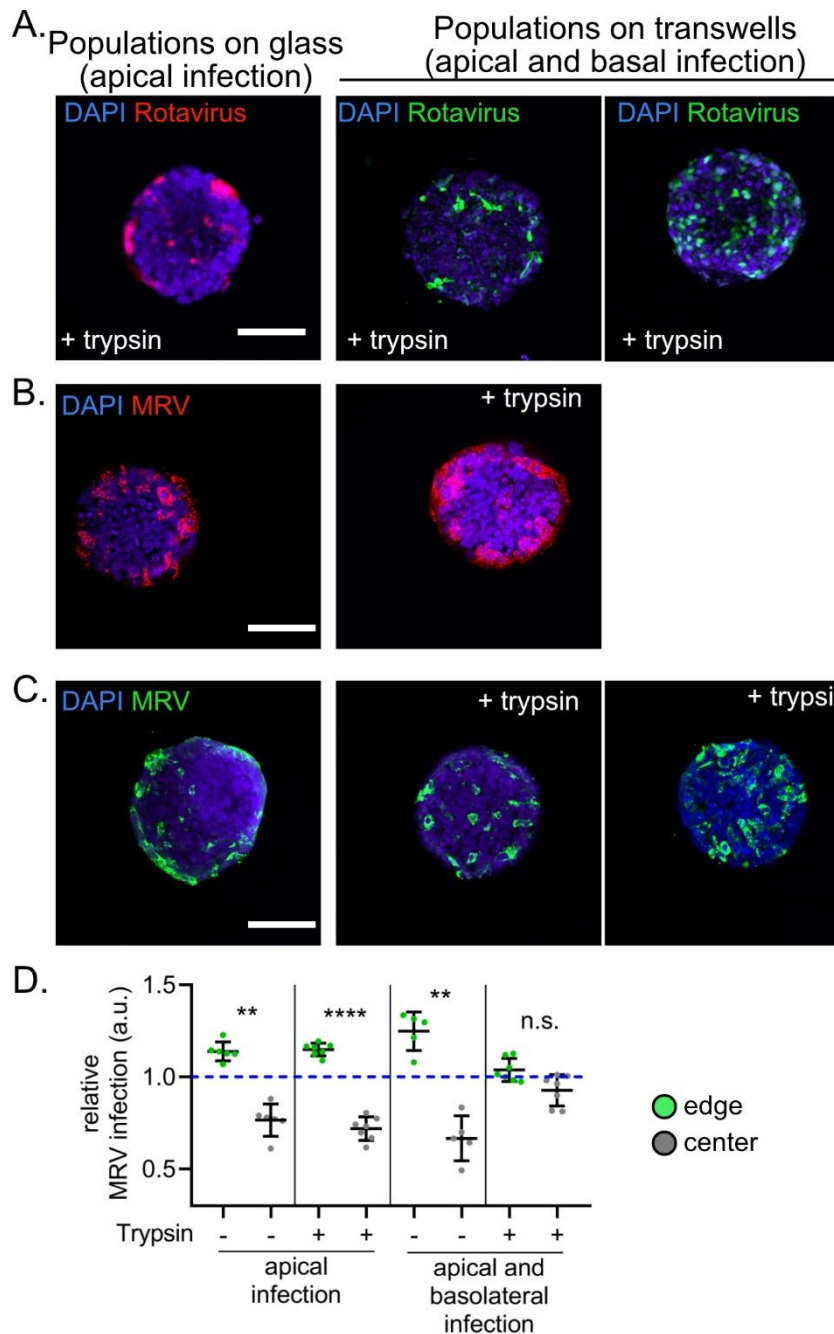 A.
Populations on glass
(apical infection)
Populations on transwells
(apical and basal infection)
DAPI Rotavirus
+ trypsin
DAPI Rotavirus
+ trypsin
DAPI Rotavirus
+ trypsin
B.
DAPI MRV
+ trypsin
C.
DAPI MRV
+ trypsin
+ trypsi
D.
relative
MRV infection (a.u.)
1.5
1.0
0.5
**
****
**
n.s.
edge
center
Trypsin - - + + - - + +
apical
infection
apical and
basolateral
infection